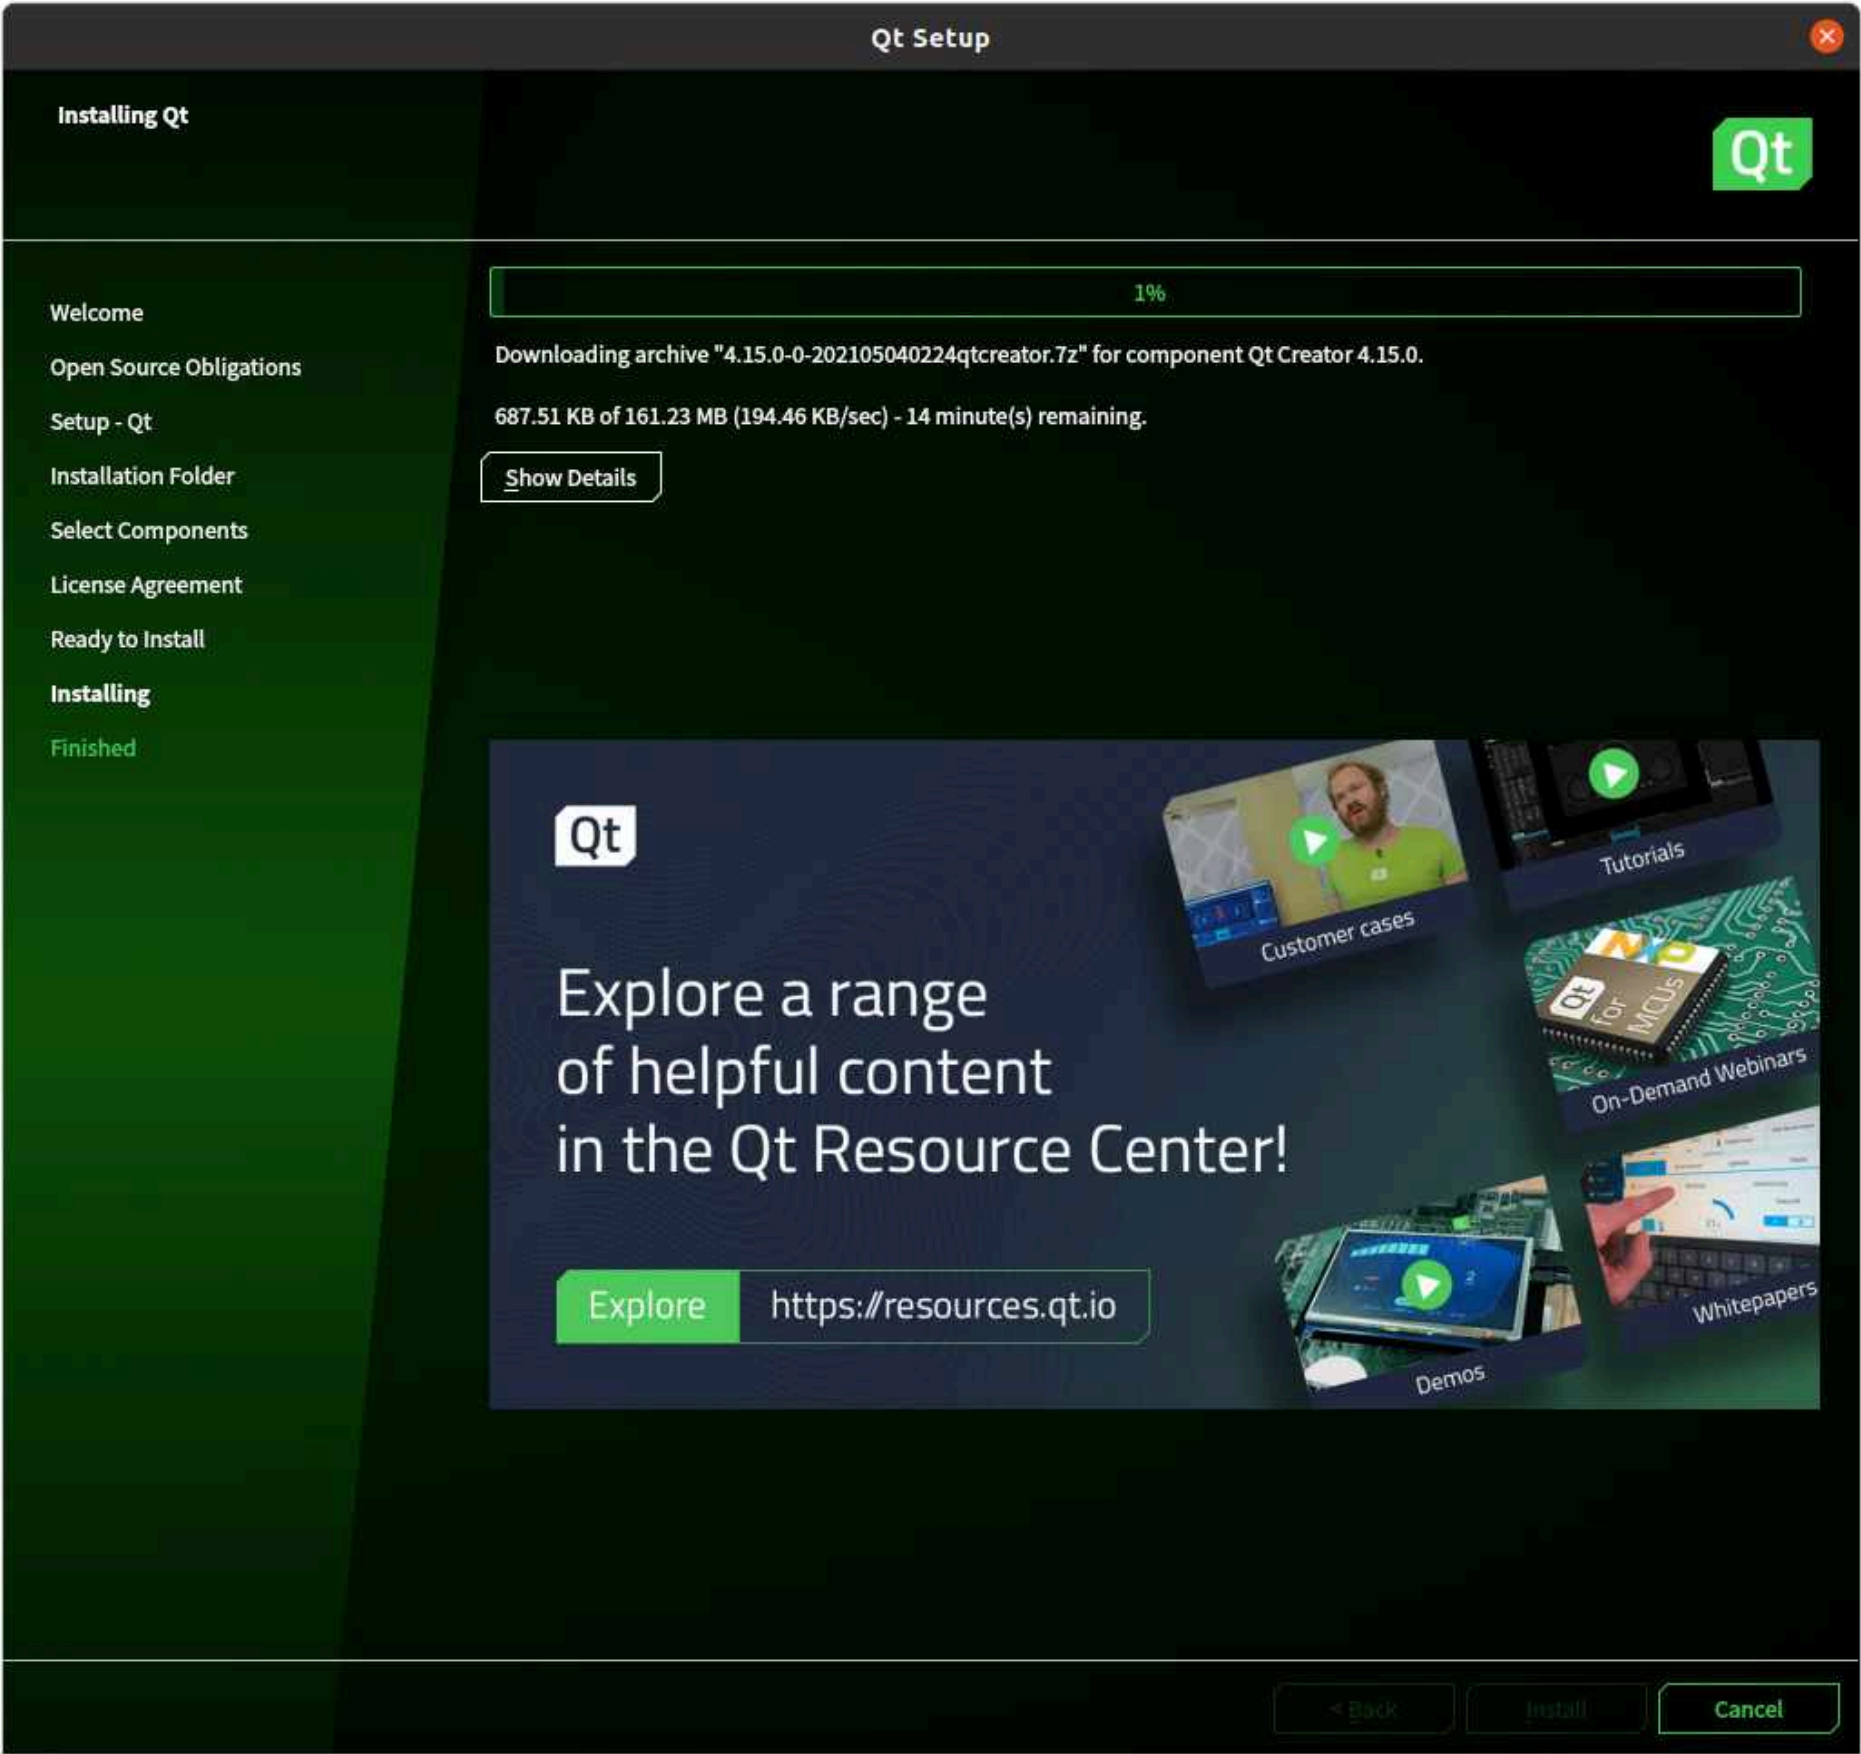 Qt Setup
Installing Qt
Qt
Welcome
Open Source Obligations
Setup - Qt
Installation Folder
Select Components
License Agreement
Ready to Install
Installing
Finished
1%
Downloading archive "4.15.0-0-202105040224qtcreator.7z" for component Qt Creator 4.15.0.
687.51 KB of 161.23 MB (194.46 KB/sec) - 14 minute(s) remaining.
Show Details
Qt
Explore a range
of helpful content
in the Qt Resource Center!
Explore https://resources.qt.io
Customer cases
Tutorials
NXP
Qt
for
MCUs
On-Demand Webinars
Whitepapers
Demos
< Back
Install
Cancel